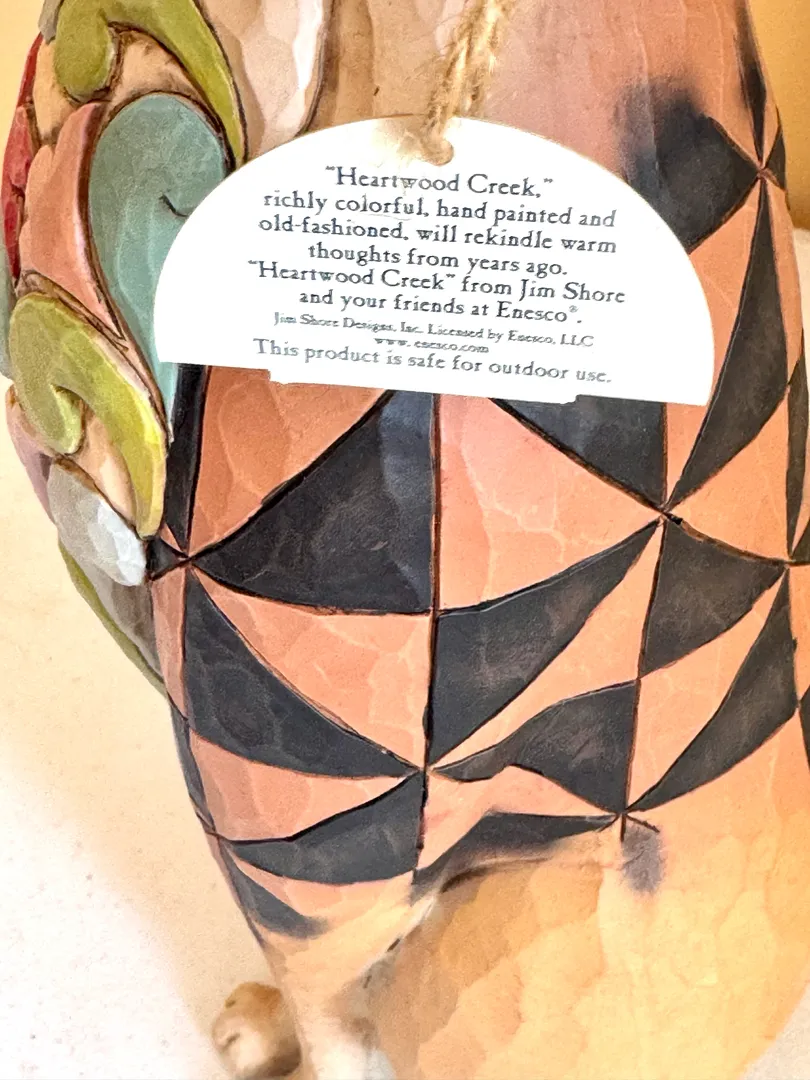 "Heartwood Creek,"
richly colorful, hand painted and
old-fashioned, will rekindle warm
thoughts from years ago.
"Heartwood Creek" from Jim Shore
and your friends at Enesco®.
Jim Shore Designs, Inc. Licensed by Enesco, LLC
www.enesco.com
This product is safe for outdoor use.